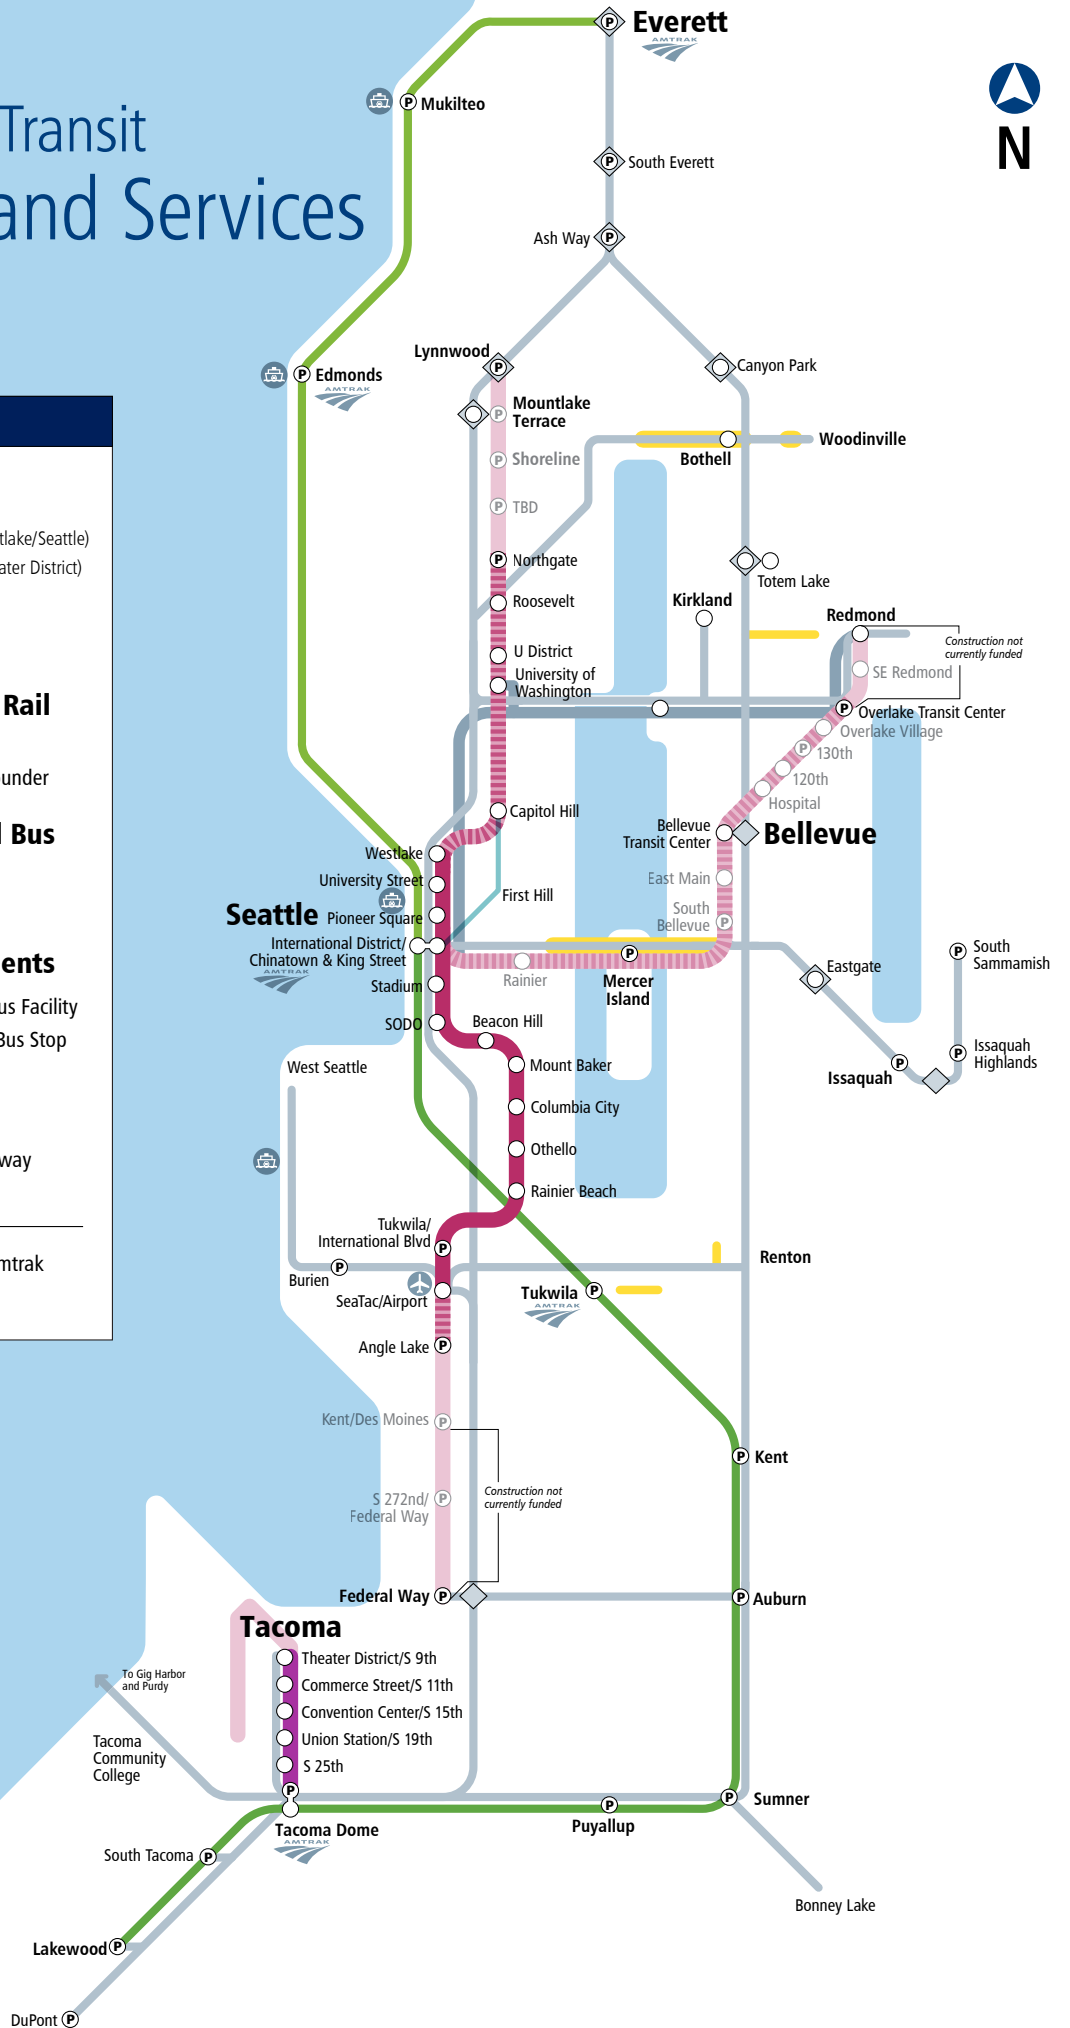 Transit
and Services
Everett
AMTRAK
N
Mukilteo
South Everett
Ash Way
Lynnwood
Canyon Park
Edmonds
AMTRAK
Mountlake
Terrace
Woodinville
Shoreline
Bothell
TBD
tlake/Seattle)
ater District)
Northgate
Totem Lake
Roosevelt
Kirkland
Redmond
Construction not
currently funded
U District
University of
Washington
SE Redmond
Rail
Overlake Transit Center
Overlake Village
130th
120th
Hospital
ounder
Capitol Hill
l Bus
Bellevue
Transit Center
Bellevue
Westlake
University Street
East Main
First Hill
Seattle
Pioneer Square
South
Bellevue
International District/
Chinatown & King Street
AMTRAK
Rainier
Mercer
Island
Eastgate
South
Sammamish
ents
us Facility
Stadium
Bus Stop
SODO
Beacon Hill
Issaquah
Highlands
West Seattle
Mount Baker
Issaquah
Columbia City
way
Othello
Rainier Beach
Tukwila/
International Blvd
Renton
mtrak
Burien
SeaTac/Airport
Tukwila
AMTRAK
Angle Lake
Kent/Des Moines
Kent
S 272nd/
Federal Way
Construction not
currently funded
Federal Way
Auburn
Tacoma
Theater District/S 9th
To Gig Harbor
and Purdy
Commerce Street/S 11th
Convention Center/S 15th
Tacoma
Community
College
Union Station/S 19th
S 25th
Sumner
Tacoma Dome
AMTRAK
Puyallup
South Tacoma
Bonney Lake
Lakewood
DuPont